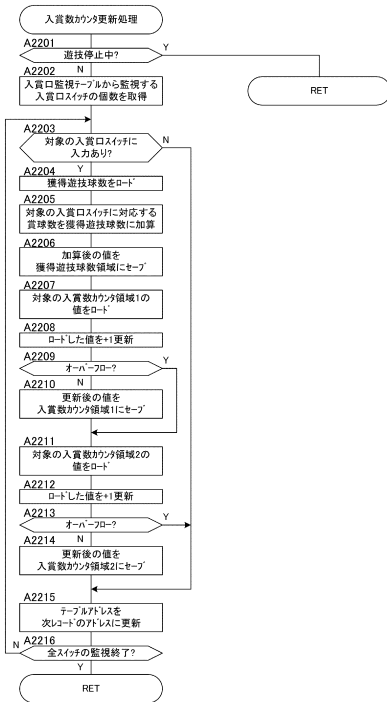 入賞数カウンタ更新処理
A2201
遊技停止中?
Y
N
A2202
入賞口監視テーブルから監視する
入賞口スイッチの個数を取得
RET
A2203
対象の入賞口スイッチに
入力あり?
N
Y
A2204
獲得遊技球数をロード
A2205
対象の入賞口スイッチに対応する
賞球数を獲得遊技球数に加算
A2206
加算後の値を
獲得遊技球数領域にセーブ
A2207
対象の入賞数カウンタ領域1の
値をロード
A2208
ロードした値を+1更新
A2209
オーバーフロー?
Y
N
A2210
更新後の値を
入賞数カウンタ領域1にセーブ
A2211
対象の入賞数カウンタ領域2の
値をロード
A2212
ロードした値を+1更新
A2213
オーバーフロー?
Y
N
A2214
更新後の値を
入賞数カウンタ領域2にセーブ
A2215
テーブルアドレスを
次レコードのアドレスに更新
A2216
N
全スイッチの監視終了?
Y
RET